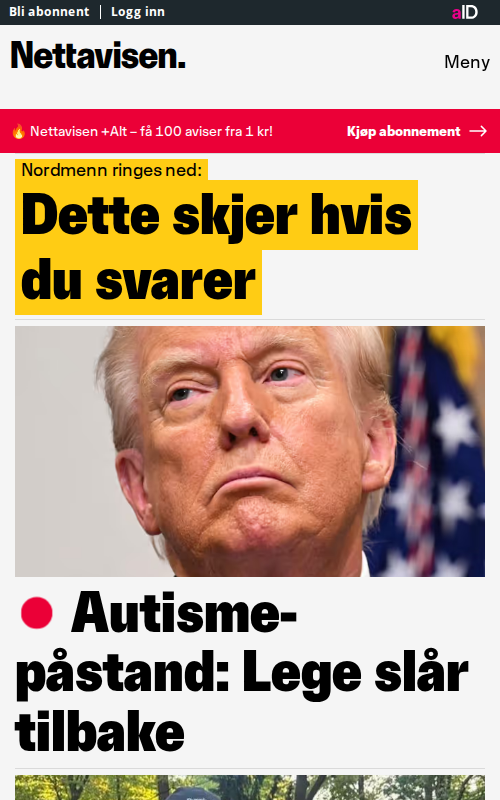 Bli abonnent | Logg inn
aID
Nettavisen.
Meny
🔥 Nettavisen +Alt – få 100 aviser fra 1 kr!
Kjøp abonnement →
Nordmenn ringes ned:
Dette skjer hvis
du svarer
Autisme-
påstand: Lege slår
tilbake